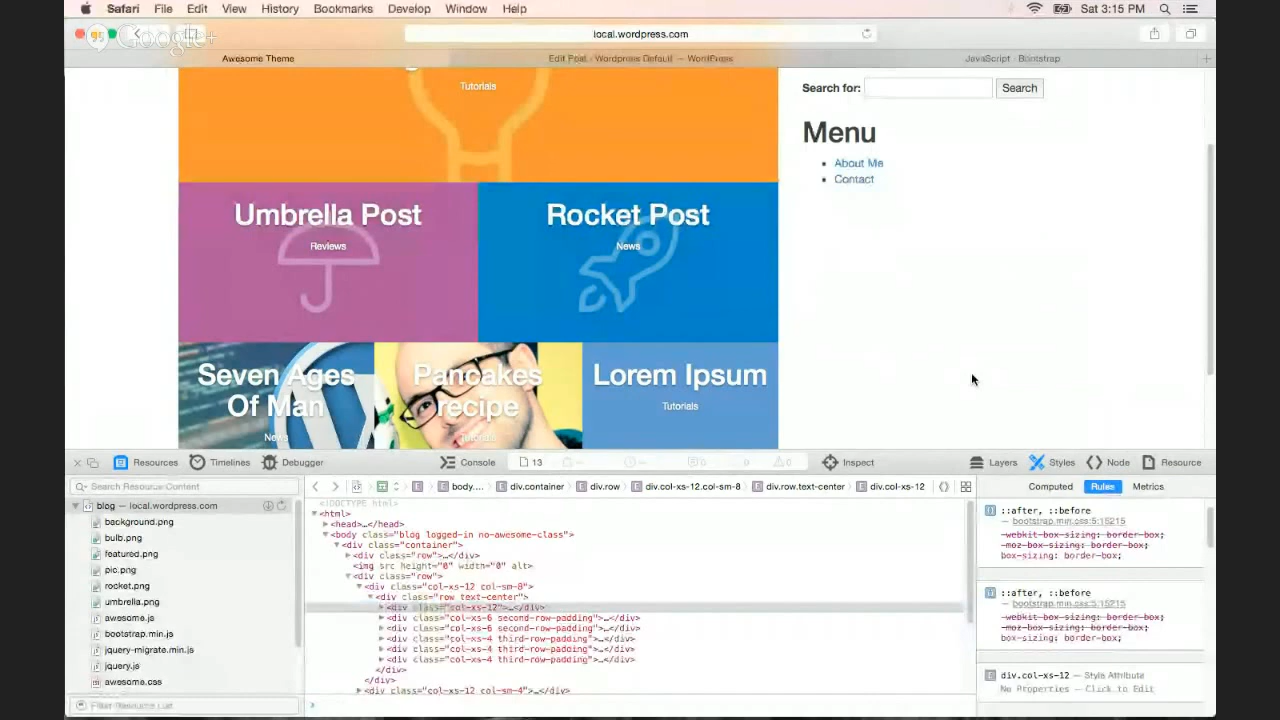 Safari File Edit View History Bookmarks Develop Window Help Sat 3:15 PM
Google+
local.wordpress.com
Awesome Theme Edit Post ‹ Wordpress Default — WordPress JavaScript · Bootstrap
Tutorials
Search for: Search
Menu
About Me
Contact
Umbrella Post
Reviews
Rocket Post
News
Seven Ages
Of Man
News
Pancakes
recipe
Tutorials
Lorem Ipsum
Tutorials
Resources Timelines Debugger Console 13 Inspect Layers Styles Node Resource
Search Resource Content
body.... div.container div.row div.col-xs-12.col-sm-8 div.row.text-center div.col-xs-12
Computed Rules Metrics
blog — local.wordpress.com
background.png
bulb.png
featured.png
pic.png
rocket.png
umbrella.png
awesome.js
bootstrap.min.js
jquery-migrate.min.js
jquery.js
awesome.css
Filter Resource List
<!DOCTYPE html>
<html>
<head>…</head>
<body class="blog logged-in no-awesome-class">
<div class="container">
<div class="row">…</div>
<img src height="0" width="0" alt>
<div class="row">
<div class="col-xs-12 col-sm-8">
<div class="row text-center">
<div class="col-xs-12">…</div>
<div class="col-xs-6 second-row-padding">…</div>
<div class="col-xs-6 second-row-padding">…</div>
<div class="col-xs-4 third-row-padding">…</div>
<div class="col-xs-4 third-row-padding">…</div>
<div class="col-xs-4 third-row-padding">…</div>
</div>
</div>
<div class="col-xs-12 col-sm-4">…</div>
::after, ::before
— bootstrap.min.css:5:15215
-webkit-box-sizing: border-box;
-moz-box-sizing: border-box;
box-sizing: border-box;
::after, ::before
— bootstrap.min.css:5:15215
-webkit-box-sizing: border-box;
-moz-box-sizing: border-box;
box-sizing: border-box;
div.col-xs-12 — Style Attribute
No Properties — Click to Edit